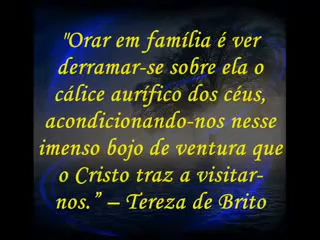 "Orar em família é ver
derramar-se sobre ela o
cálice aurífico dos céus,
acondicionando-nos nesse
imenso bojo de ventura que
o Cristo traz a visitar-
nos.” – Tereza de Brito